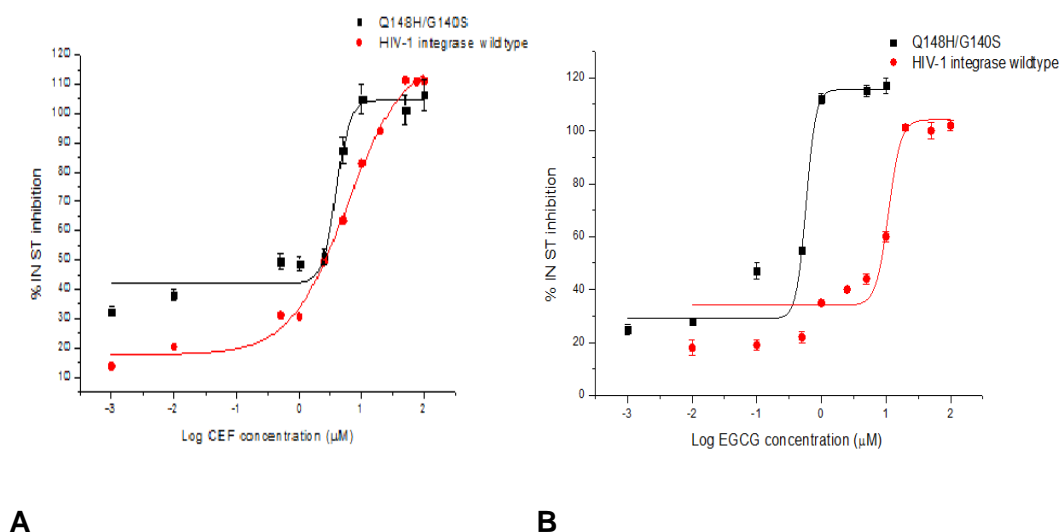 Q148H/G140S
HIV-1 integrase wildtype
120
110
100
90
80
70
60
50
40
30
20
10
% IN ST inhibition
-3 -2 -1 0 1 2
Log CEF concentration (µM)
A
Q148H/G140S
HIV-1 integrase wildtype
120
100
80
60
40
20
0
% IN ST inhibition
-3 -2 -1 0 1 2
Log EGCG concentration (µM)
B